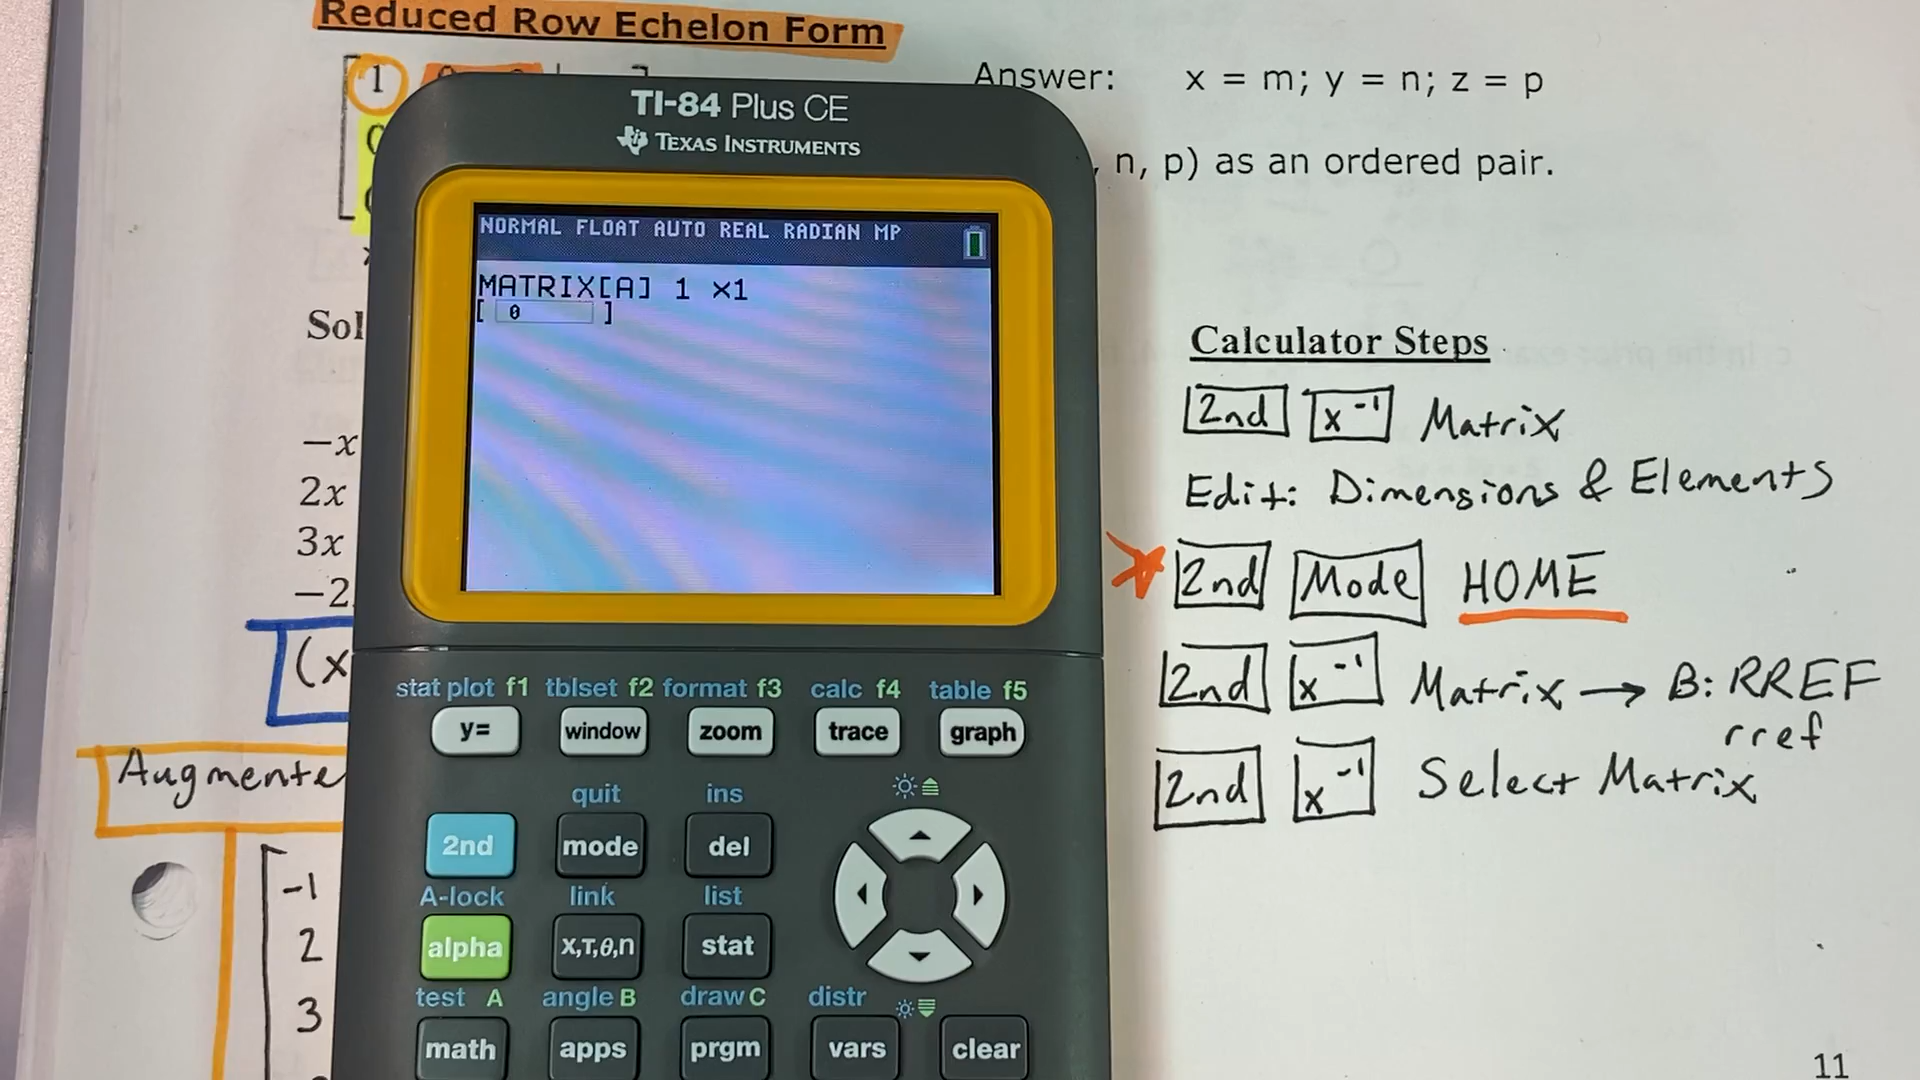 Reduced Row Echelon Form
1
Answer: x = m; y = n; z = p
, n, p) as an ordered pair.
TI-84 Plus CE
TEXAS INSTRUMENTS
NORMAL FLOAT AUTO REAL RADIAN MP
MATRIX[A] 1 ×1
[ 0 ]
Sol
−x
2x
3x
−2
(x
Augmente
-1
2
3
Calculator Steps
2nd x⁻¹ Matrix
Edit: Dimensions & Elements
2nd Mode HOME
2nd x⁻¹ Matrix → B: RREF
rref
2nd x⁻¹ Select Matrix
stat plot f1 tblset f2 format f3 calc f4 table f5
y= window zoom trace graph
quit ins
2nd mode del
A-lock link list
alpha X,T,θ,n stat
test A angle B draw C distr
math apps prgm vars clear
11